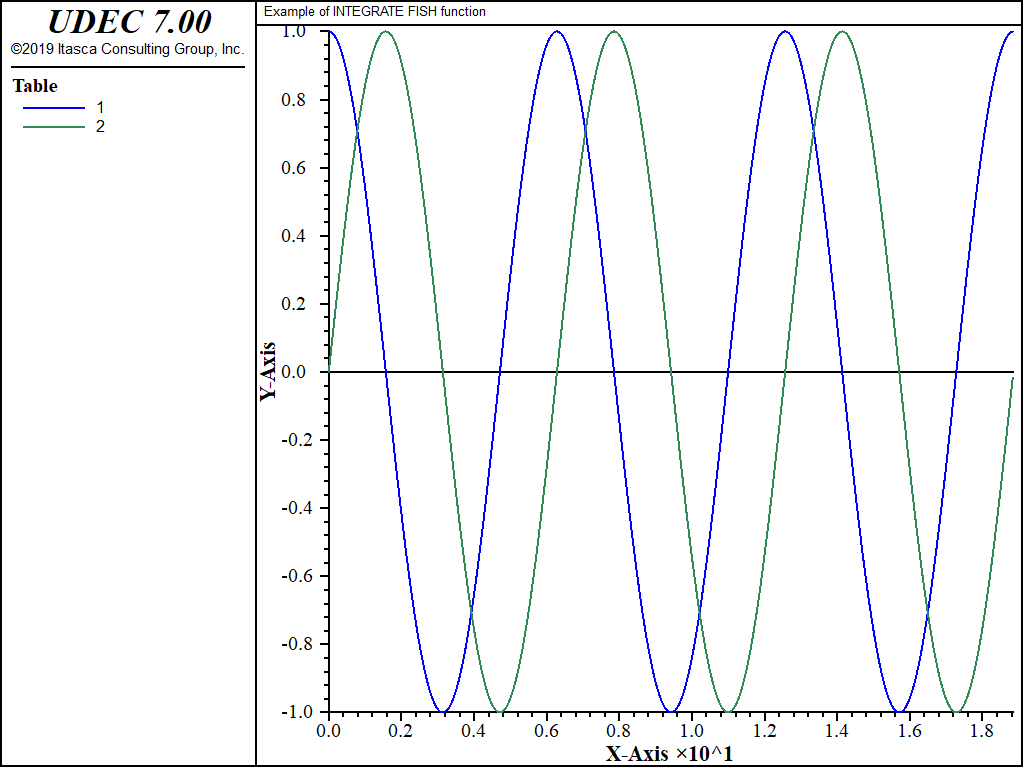 UDEC 7.00
©2019 Itasca Consulting Group, Inc.
Table
1
2
Example of INTEGRATE FISH function
1.0
0.8
0.6
0.4
0.2
0.0
-0.2
-0.4
-0.6
-0.8
-1.0
Y-Axis
0.0 0.2 0.4 0.6 0.8 1.0 1.2 1.4 1.6 1.8
X-Axis ×10^1